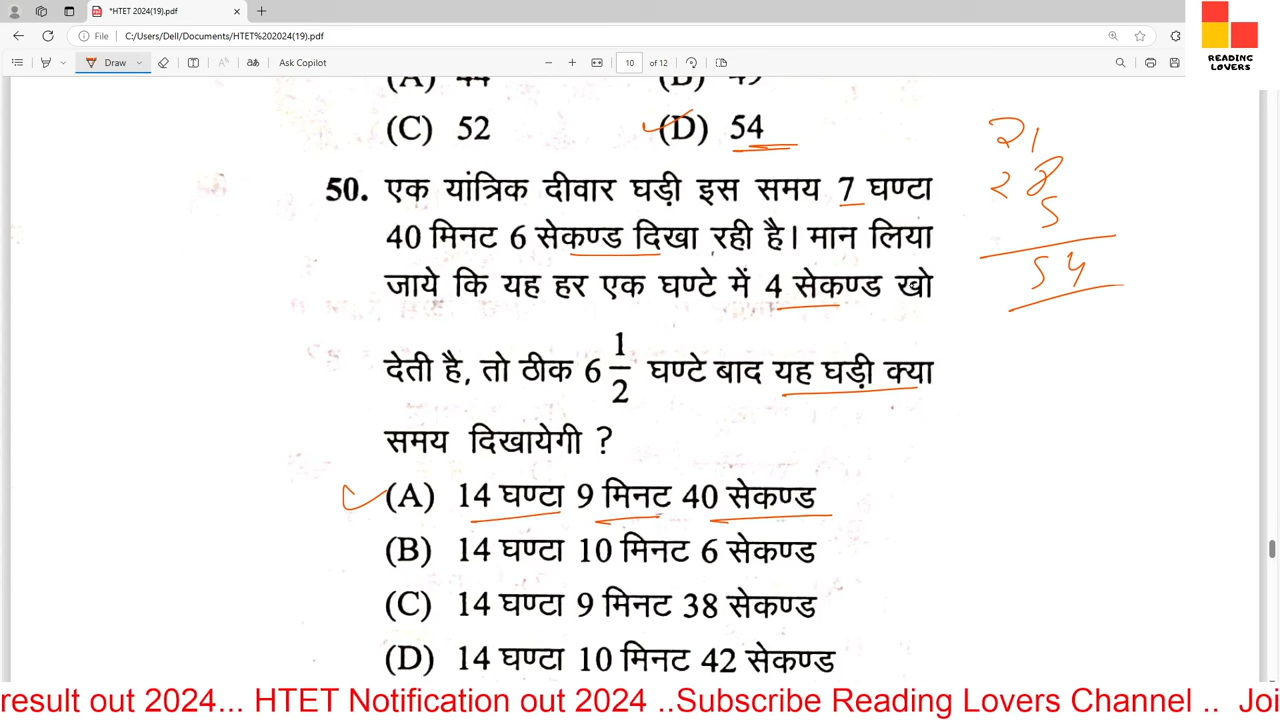 *HTET 2024(19).pdf
File C:/Users/Dell/Documents/HTET%202024(19).pdf
Draw
Ask Copilot
10 of 12
READING
LOVERS
(A) 44 (B) 49
(C) 52 (D) 54
21
28
5
54
50. एक यांत्रिक दीवार घड़ी इस समय 7 घण्टा
40 मिनट 6 सेकण्ड दिखा रही है। मान लिया
जाये कि यह हर एक घण्टे में 4 सेकण्ड खो
देती है, तो ठीक 6 1/2 घण्टे बाद यह घड़ी क्या
समय दिखायेगी ?
(A) 14 घण्टा 9 मिनट 40 सेकण्ड
(B) 14 घण्टा 10 मिनट 6 सेकण्ड
(C) 14 घण्टा 9 मिनट 38 सेकण्ड
(D) 14 घण्टा 10 मिनट 42 सेकण्ड
result out 2024... HTET Notification out 2024 ..Subscribe Reading Lovers Channel .. Joi